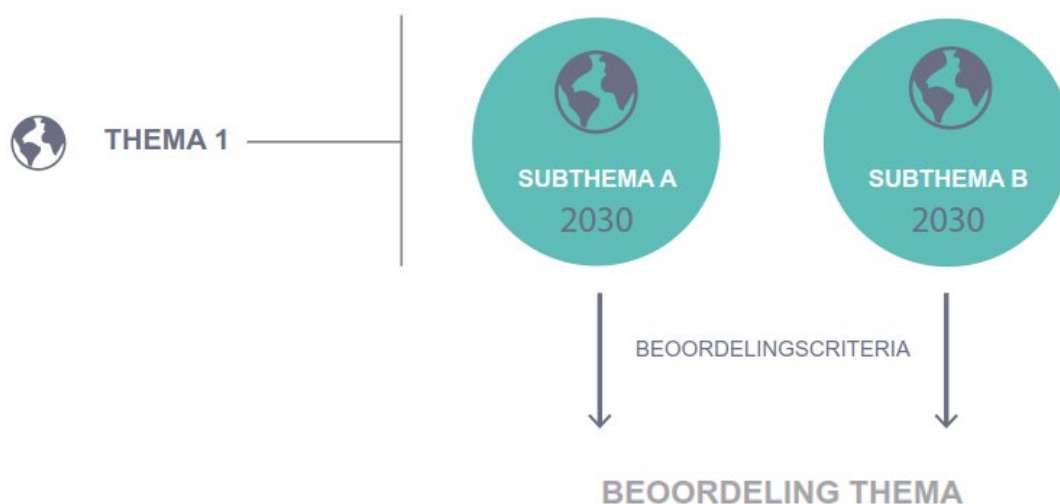 THEMA 1
SUBTHEMA A
2030
SUBTHEMA B
2030
BEOORDELINGSCRITERIA
BEOORDELING THEMA